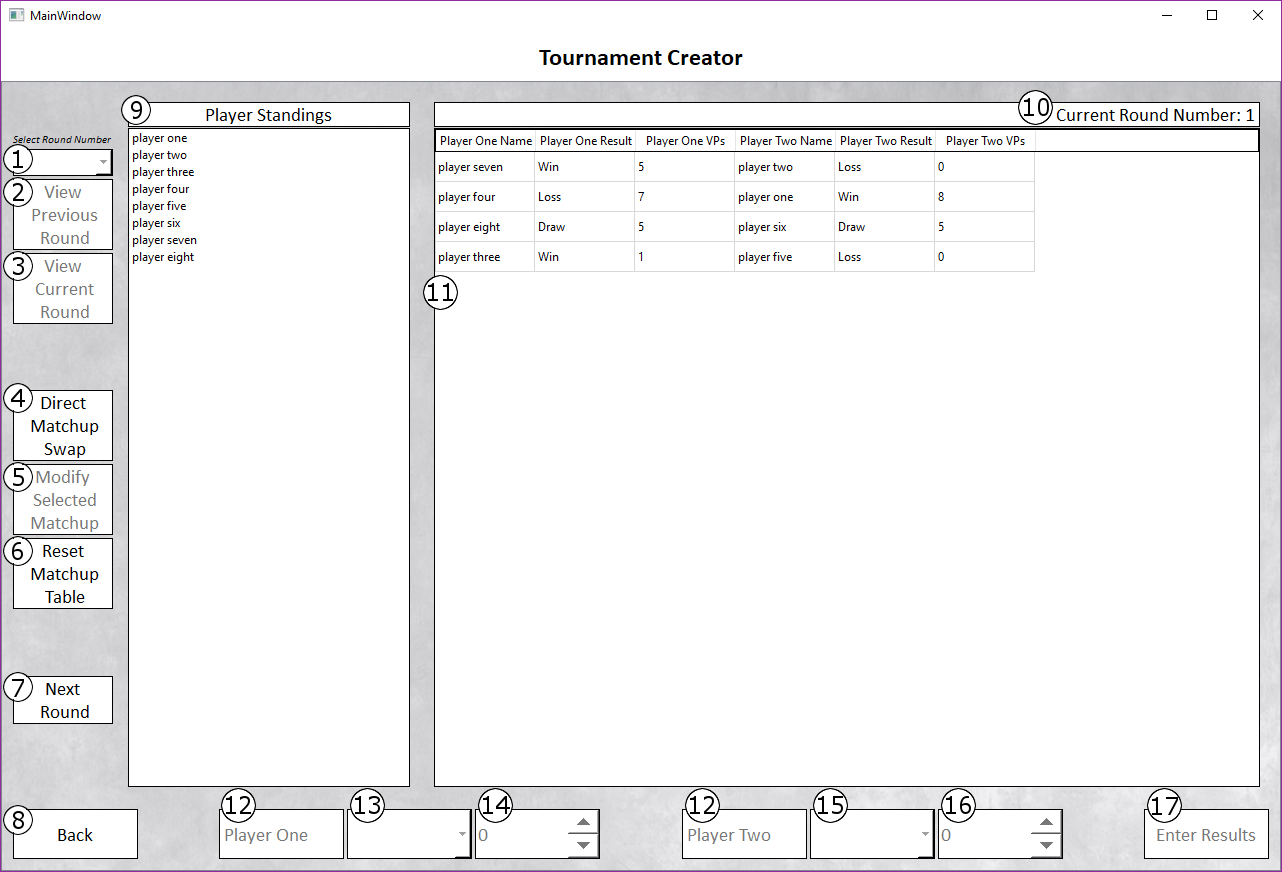 MainWindow
Tournament Creator
9
Player Standings
10
Current Round Number: 1
Select Round Number
1
2
View
Previous
Round
3
View
Current
Round
4
Direct
Matchup
Swap
5
Modify
Selected
Matchup
6
Reset
Matchup
Table
7
Next
Round
player one
player two
player three
player four
player five
player six
player seven
player eight
Player One Name Player One Result Player One VPs Player Two Name Player Two Result Player Two VPs
player seven Win 5 player two Loss 0
player four Loss 7 player one Win 8
player eight Draw 5 player six Draw 5
player three Win 1 player five Loss 0
11
8
Back
12
Player One
13
14
0
12
Player Two
15
16
0
17
Enter Results